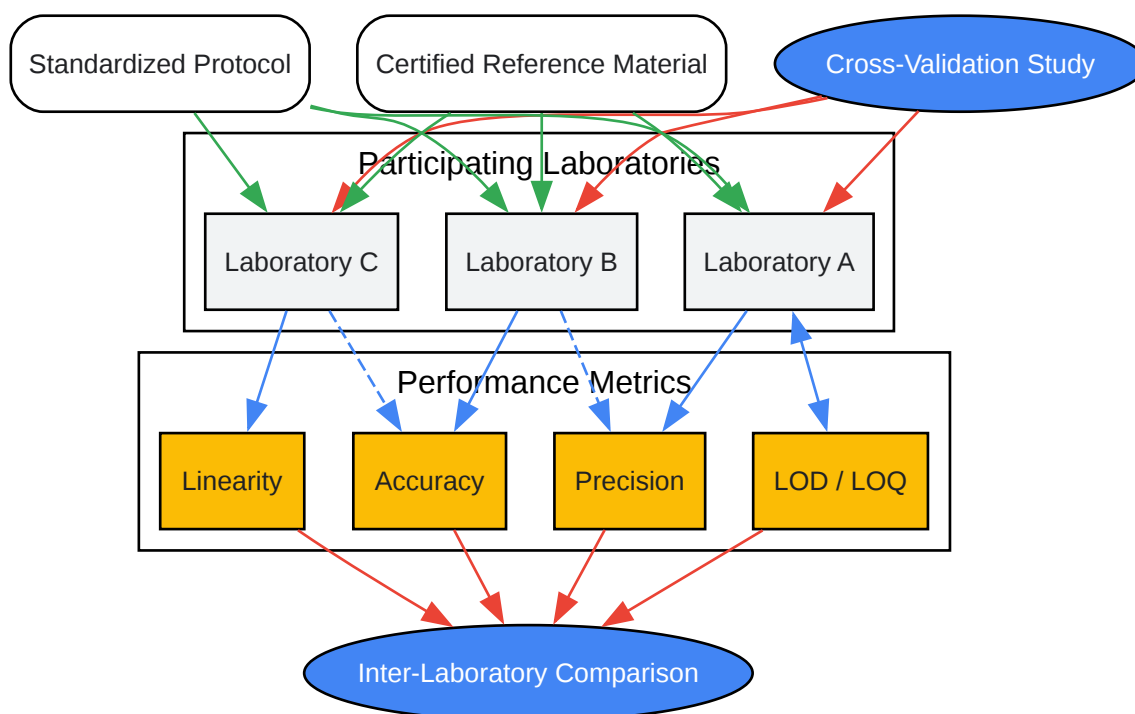 Standardized Protocol
Certified Reference Material
Cross-Validation Study
Participating Laboratories
Laboratory C
Laboratory B
Laboratory A
Performance Metrics
Linearity
Accuracy
Precision
LOD / LOQ
Inter-Laboratory Comparison